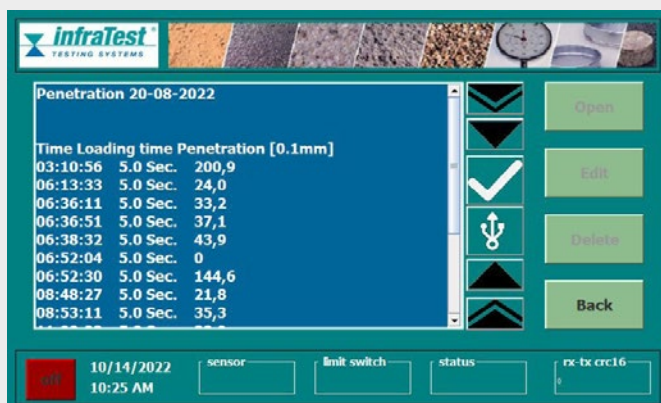 infraTest
TESTING SYSTEMS
Penetration 20-08-2022
Time Loading time Penetration [0.1mm]
03:10:56 5.0 Sec. 200,9
06:13:33 5.0 Sec. 24,0
06:36:11 5.0 Sec. 33,2
06:36:51 5.0 Sec. 37,1
06:38:32 5.0 Sec. 43,9
06:52:04 5.0 Sec. 0
06:52:30 5.0 Sec. 144,6
08:48:27 5.0 Sec. 21,8
08:53:11 5.0 Sec. 35,3
Open
Edit
Delete
Back
off
10/14/2022
10:25 AM
sensor
limit switch
status
rx-tx crc16
0